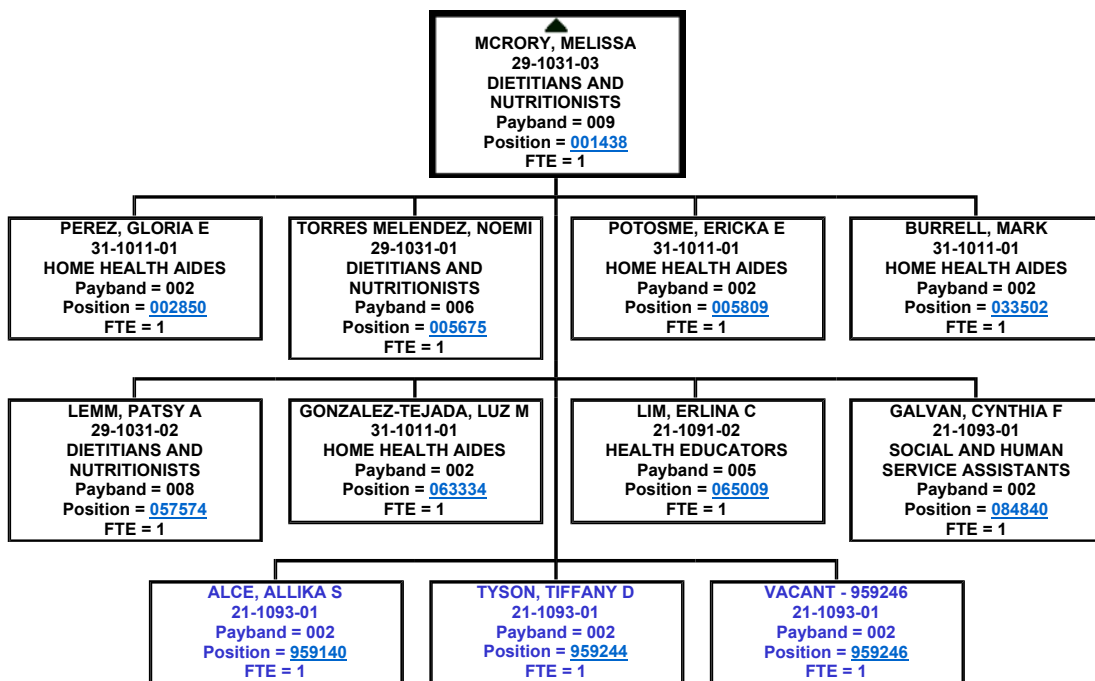 MCRORY, MELISSA
29-1031-03
DIETITIANS AND
NUTRITIONISTS
Payband = 009
Position = 001438
FTE = 1
PEREZ, GLORIA E
31-1011-01
HOME HEALTH AIDES
Payband = 002
Position = 002850
FTE = 1
TORRES MELENDEZ, NOEMI
29-1031-01
DIETITIANS AND
NUTRITIONISTS
Payband = 006
Position = 005675
FTE = 1
POTOSME, ERICKA E
31-1011-01
HOME HEALTH AIDES
Payband = 002
Position = 005809
FTE = 1
BURRELL, MARK
31-1011-01
HOME HEALTH AIDES
Payband = 002
Position = 033502
FTE = 1
LEMM, PATSY A
29-1031-02
DIETITIANS AND
NUTRITIONISTS
Payband = 008
Position = 057574
FTE = 1
GONZALEZ-TEJADA, LUZ M
31-1011-01
HOME HEALTH AIDES
Payband = 002
Position = 063334
FTE = 1
LIM, ERLINA C
21-1091-02
HEALTH EDUCATORS
Payband = 005
Position = 065009
FTE = 1
GALVAN, CYNTHIA F
21-1093-01
SOCIAL AND HUMAN
SERVICE ASSISTANTS
Payband = 002
Position = 084840
FTE = 1
ALCE, ALLIKA S
21-1093-01
Payband = 002
Position = 959140
FTE = 1
TYSON, TIFFANY D
21-1093-01
Payband = 002
Position = 959244
FTE = 1
VACANT - 959246
21-1093-01
Payband = 002
Position = 959246
FTE = 1